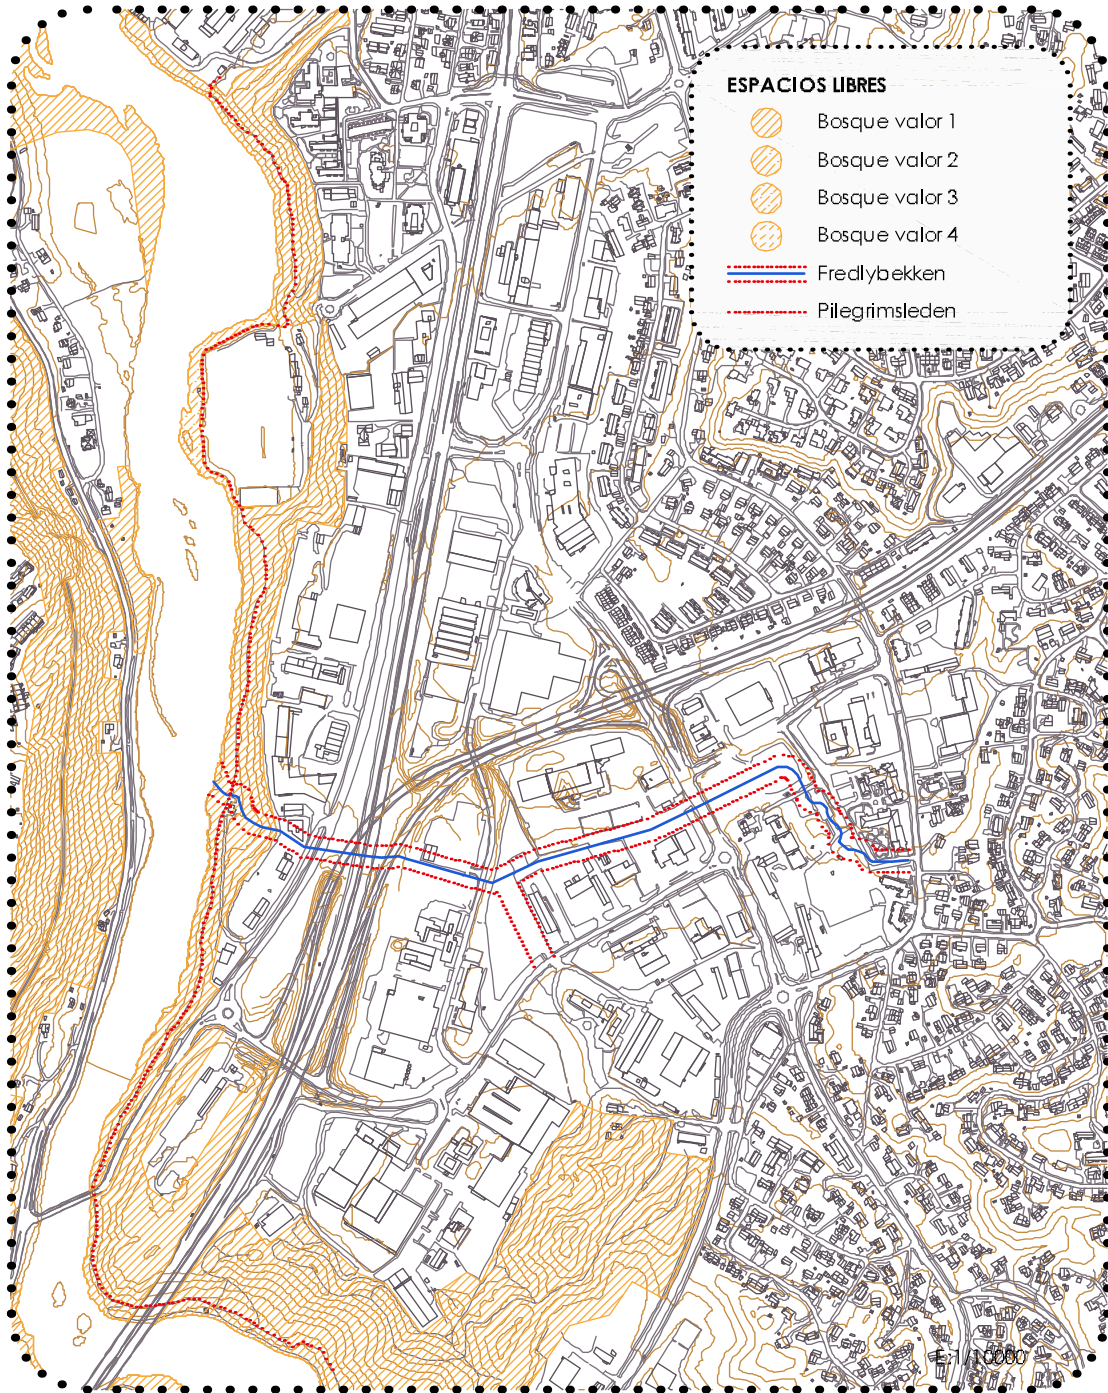 ESPACIOS LIBRES
Bosque valor 1
Bosque valor 2
Bosque valor 3
Bosque valor 4
Fredlybekken
Pilegrimsleden
E:1/10000